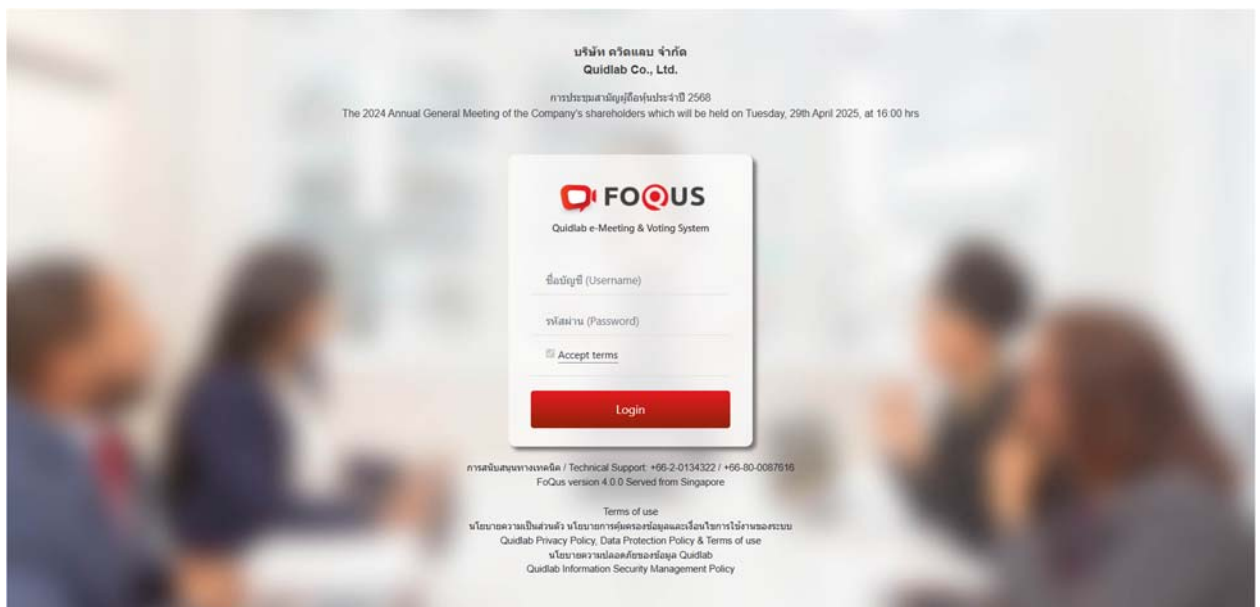 บริษัท ควิดแลบ จำกัด
Quidlab Co., Ltd.
การประชุมสามัญผู้ถือหุ้นประจำปี 2568
The 2024 Annual General Meeting of the Company's shareholders which will be held on Tuesday, 29th April 2025, at 16:00 hrs
FOQUS
Quidlab e-Meeting & Voting System
ชื่อบัญชี (Username)
รหัสผ่าน (Password)
Accept terms
Login
การสนับสนุนทางเทคนิค / Technical Support: +66-2-0134322 / +66-80-0087616
FoQus version 4.0.0 Served from Singapore
Terms of use
นโยบายความเป็นส่วนตัว นโยบายการคุ้มครองข้อมูลและเงื่อนไขการใช้งานของระบบ
Quidlab Privacy Policy, Data Protection Policy & Terms of use
นโยบายความปลอดภัยของข้อมูล Quidlab
Quidlab Information Security Management Policy